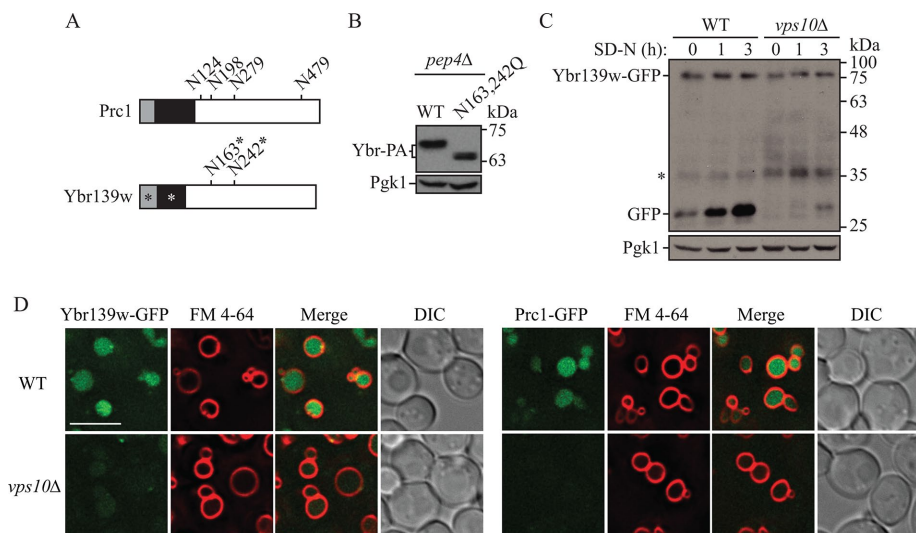 A
N124
N198
N279
N479
Prc1
N163*
N242*
Ybr139w
* *
B
pep4Δ
WT N163,242Q
kDa
75
Ybr-PA
63
Pgk1
C
WT vps10Δ
SD-N (h): 0 1 3 0 1 3 kDa
100
Ybr139w-GFP 75
63
48
* 35
GFP
25
Pgk1
D
Ybr139w-GFP FM 4-64 Merge DIC Prc1-GFP FM 4-64 Merge DIC
WT
vps10Δ